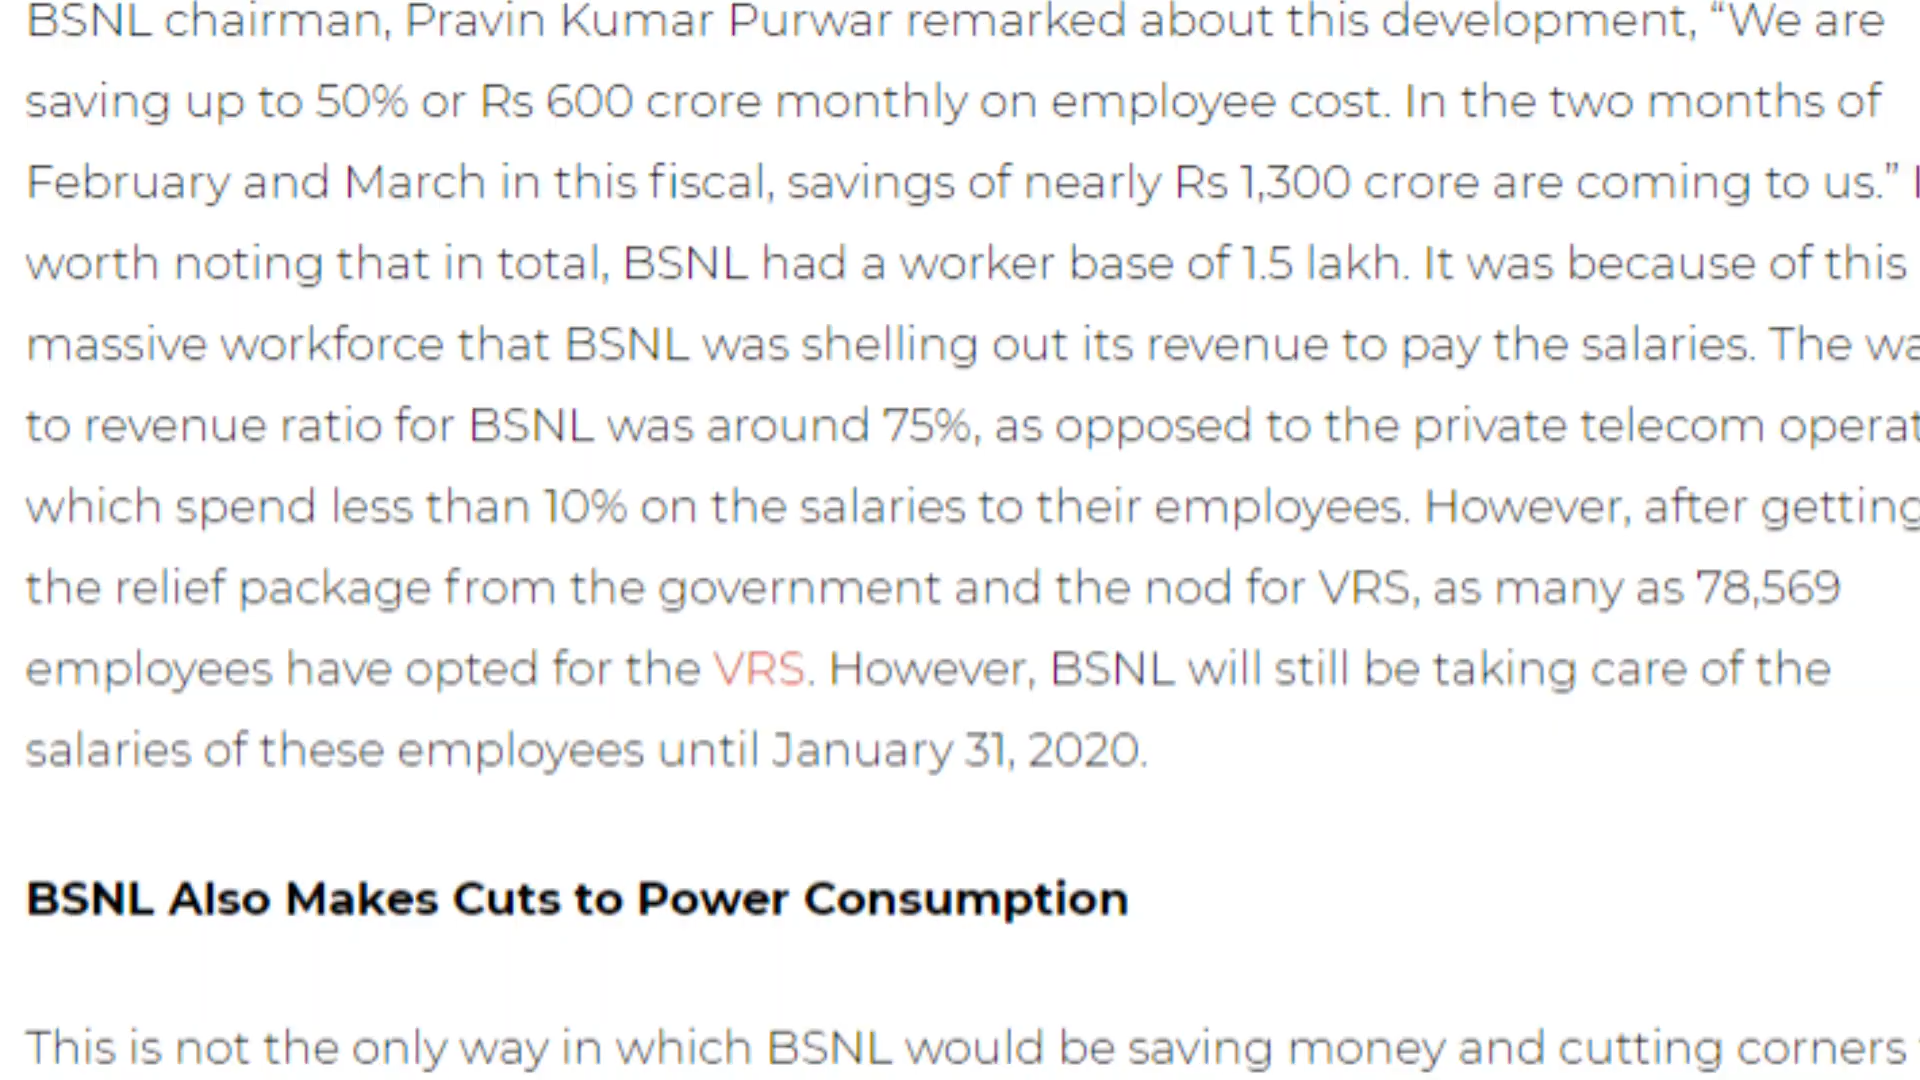 BSNL chairman, Pravin Kumar Purwar remarked about this development, “We are
saving up to 50% or Rs 600 crore monthly on employee cost. In the two months of
February and March in this fiscal, savings of nearly Rs 1,300 crore are coming to us.”
worth noting that in total, BSNL had a worker base of 1.5 lakh. It was because of this
massive workforce that BSNL was shelling out its revenue to pay the salaries. The
to revenue ratio for BSNL was around 75%, as opposed to the private telecom
which spend less than 10% on the salaries to their employees. However, after getting
the relief package from the government and the nod for VRS, as many as 78,569
employees have opted for the VRS. However, BSNL will still be taking care of the
salaries of these employees until January 31, 2020.
BSNL Also Makes Cuts to Power Consumption
This is not the only way in which BSNL would be saving money and cutting corners